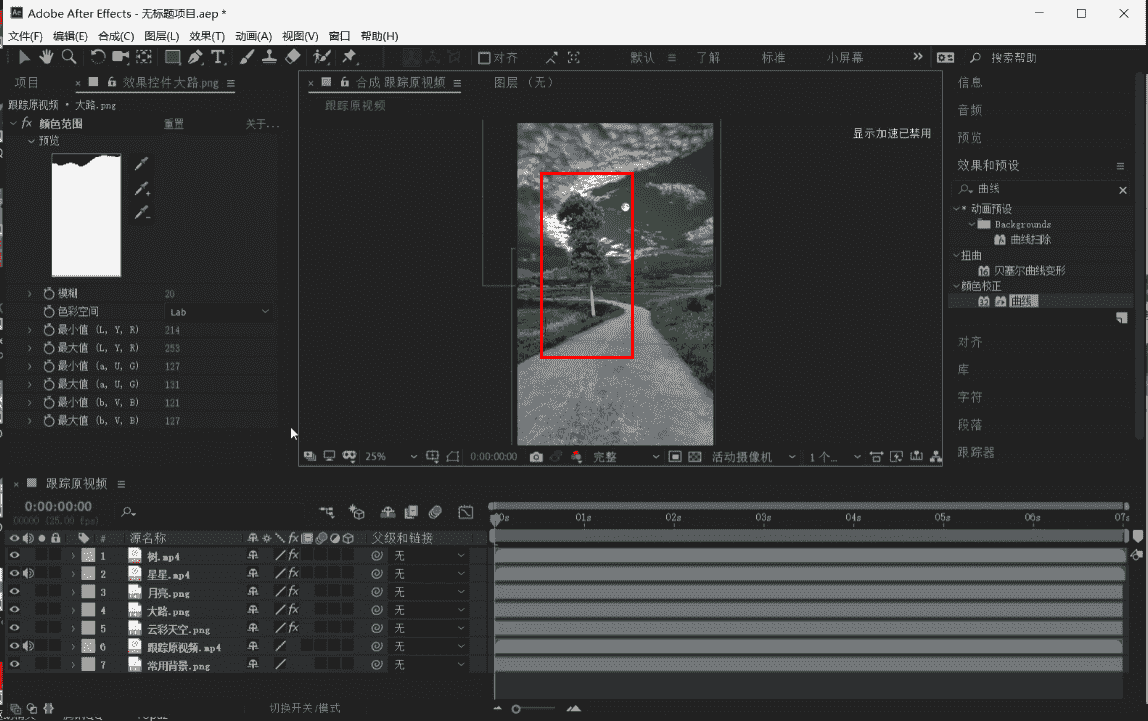 Adobe After Effects - 无标题项目.aep *
文件(F) 编辑(E) 合成(C) 图层(L) 效果(T) 动画(A) 视图(V) 窗口 帮助(H)
对齐 默认 了解 标准 小屏幕 搜索帮助
项目 效果控件大路.png
合成 跟踪原视频 图层 （无）
跟踪原视频 • 大路.png
跟踪原视频
fx 颜色范围 重置 关于...
预览
显示加速已禁用
模糊 20
色彩空间 Lab
最小值 (L, Y, R) 214
最大值 (L, Y, R) 253
最小值 (a, U, G) 127
最大值 (a, U, G) 131
最小值 (b, V, B) 121
最大值 (b, V, B) 127
25% 0:00:00:00 完整 活动摄像机 1 个...
信息
音频
预览
效果和预设
曲线
* 动画预设
Backgrounds
曲线扫除
扭曲
贝塞尔曲线变形
颜色校正
曲线
对齐
库
字符
段落
跟踪器
跟踪原视频
0:00:00:00
00000 (25.00 fps)
01s 02s 03s 04s 05s 06s 07s
# 源名称 父级和链接
1 树.mp4 无
2 星星.mp4 无
3 月亮.png 无
4 大路.png 无
5 云彩天空.png 无
6 跟踪原视频.mp4 无
7 常用背景.png 无
切换开关/模式